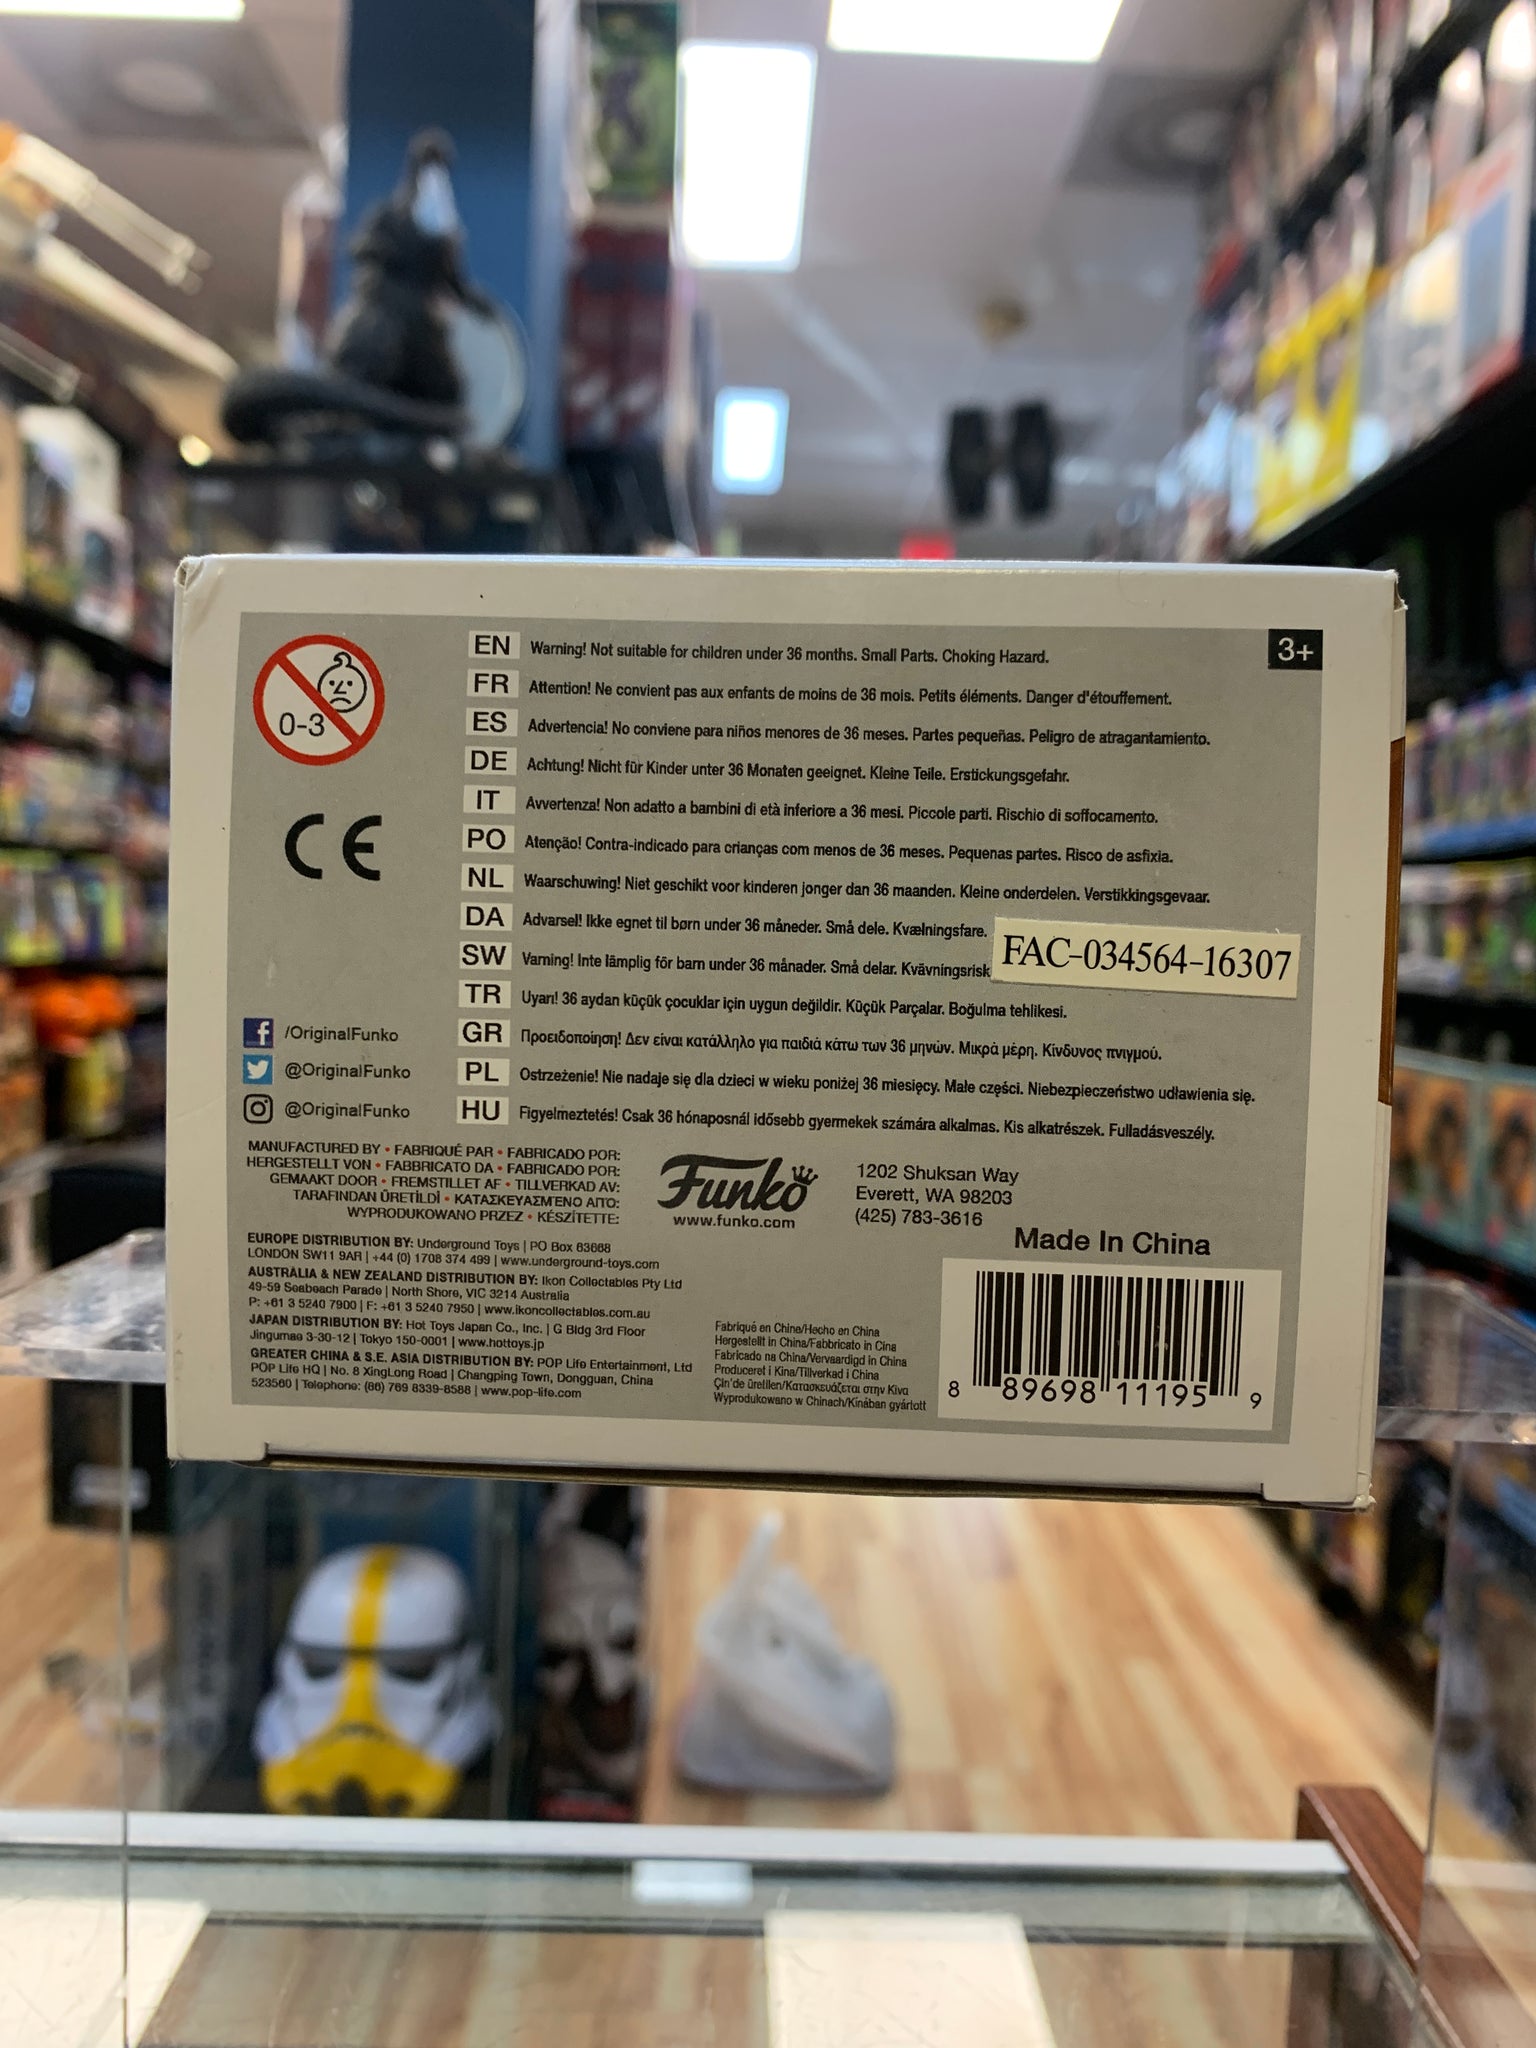 EN Warning! Not suitable for children under 36 months. Small Parts. Choking Hazard.
3+
FR Attention! Ne convient pas aux enfants de moins de 36 mois. Petits éléments. Danger d'étouffement.
ES Advertencia! No conviene para niños menores de 36 meses. Partes pequeñas. Peligro de atragantamiento.
0-3
DE Achtung! Nicht für Kinder unter 36 Monaten geeignet. Kleine Teile. Erstickungsgefahr.
IT Avvertenza! Non adatto a bambini di età inferiore a 36 mesi. Piccole parti. Rischio di soffocamento.
PO Atenção! Contra-indicado para crianças com menos de 36 meses. Pequenas partes. Risco de asfixia.
CE
NL Waarschuwing! Niet geschikt voor kinderen jonger dan 36 maanden. Kleine onderdelen. Verstikkingsgevaar.
DA Advarsel! Ikke egnet til børn under 36 måneder. Små dele. Kvælningsfare.
SW Varning! Inte lämplig för barn under 36 månader. Små delar. Kvävningsrisk
FAC-034564-16307
TR Uyarı! 36 aydan küçük çocuklar için uygun değildir. Küçük Parçalar. Boğulma tehlikesi.
GR Προειδοποίηση! Δεν είναι κατάλληλο για παιδιά κάτω των 36 μηνών. Μικρά μέρη. Κίνδυνος πνιγμού.
PL Ostrzeżenie! Nie nadaje się dla dzieci w wieku poniżej 36 miesięcy. Małe części. Niebezpieczeństwo udławienia się.
HU Figyelmeztetés! Csak 36 hónaposnál idősebb gyermekek számára alkalmas. Kis alkatrészek. Fulladásveszély.
f /OriginalFunko
@OriginalFunko
@OriginalFunko
MANUFACTURED BY • FABRIQUÉ PAR • FABRICADO POR:
HERGESTELLT VON • FABBRICATO DA • FABRICADO POR:
GEMAAKT DOOR • FREMSTILLET AF • TILLVERKAD AV:
TARAFINDAN ÜRETİLDİ • ΚΑΤΑΣΚΕΥΑΣΜΈΝΟ ΑΠΌ:
WYPRODUKOWANO PRZEZ • KÉSZÍTETTE:
Funko
www.funko.com
1202 Shuksan Way
Everett, WA 98203
(425) 783-3616
Made In China
EUROPE DISTRIBUTION BY: Underground Toys | PO Box 63668
LONDON SW11 9AR | +44 (0) 1708 374 499 | www.underground-toys.com
AUSTRALIA & NEW ZEALAND DISTRIBUTION BY: Ikon Collectables Pty Ltd
49-59 Seabeach Parade | North Shore, VIC 3214 Australia
P: +61 3 5240 7900 | F: +61 3 5240 7950 | www.ikoncollectables.com.au
JAPAN DISTRIBUTION BY: Hot Toys Japan Co., Inc. | G Bldg 3rd Floor
Jingumae 3-30-12 | Tokyo 150-0001 | www.hottoys.jp
GREATER CHINA & S.E. ASIA DISTRIBUTION BY: POP Life Entertainment, Ltd
POP Life HQ | No. 8 XingLong Road | Changping Town, Dongguan, China
523560 | Telephone: (86) 769 8339-8588 | www.pop-life.com
Fabriqué en Chine/Hecho en China
Hergestellt in China/Fabbricato in Cina
Fabricado na China/Vervaardigd in China
Produceret i Kina/Tillverkad i China
Çin'de üretilen/Κατασκευάζεται στην Κίνα
Wyprodukowano w Chinach/Kínában gyártott
8 89698 11195 9